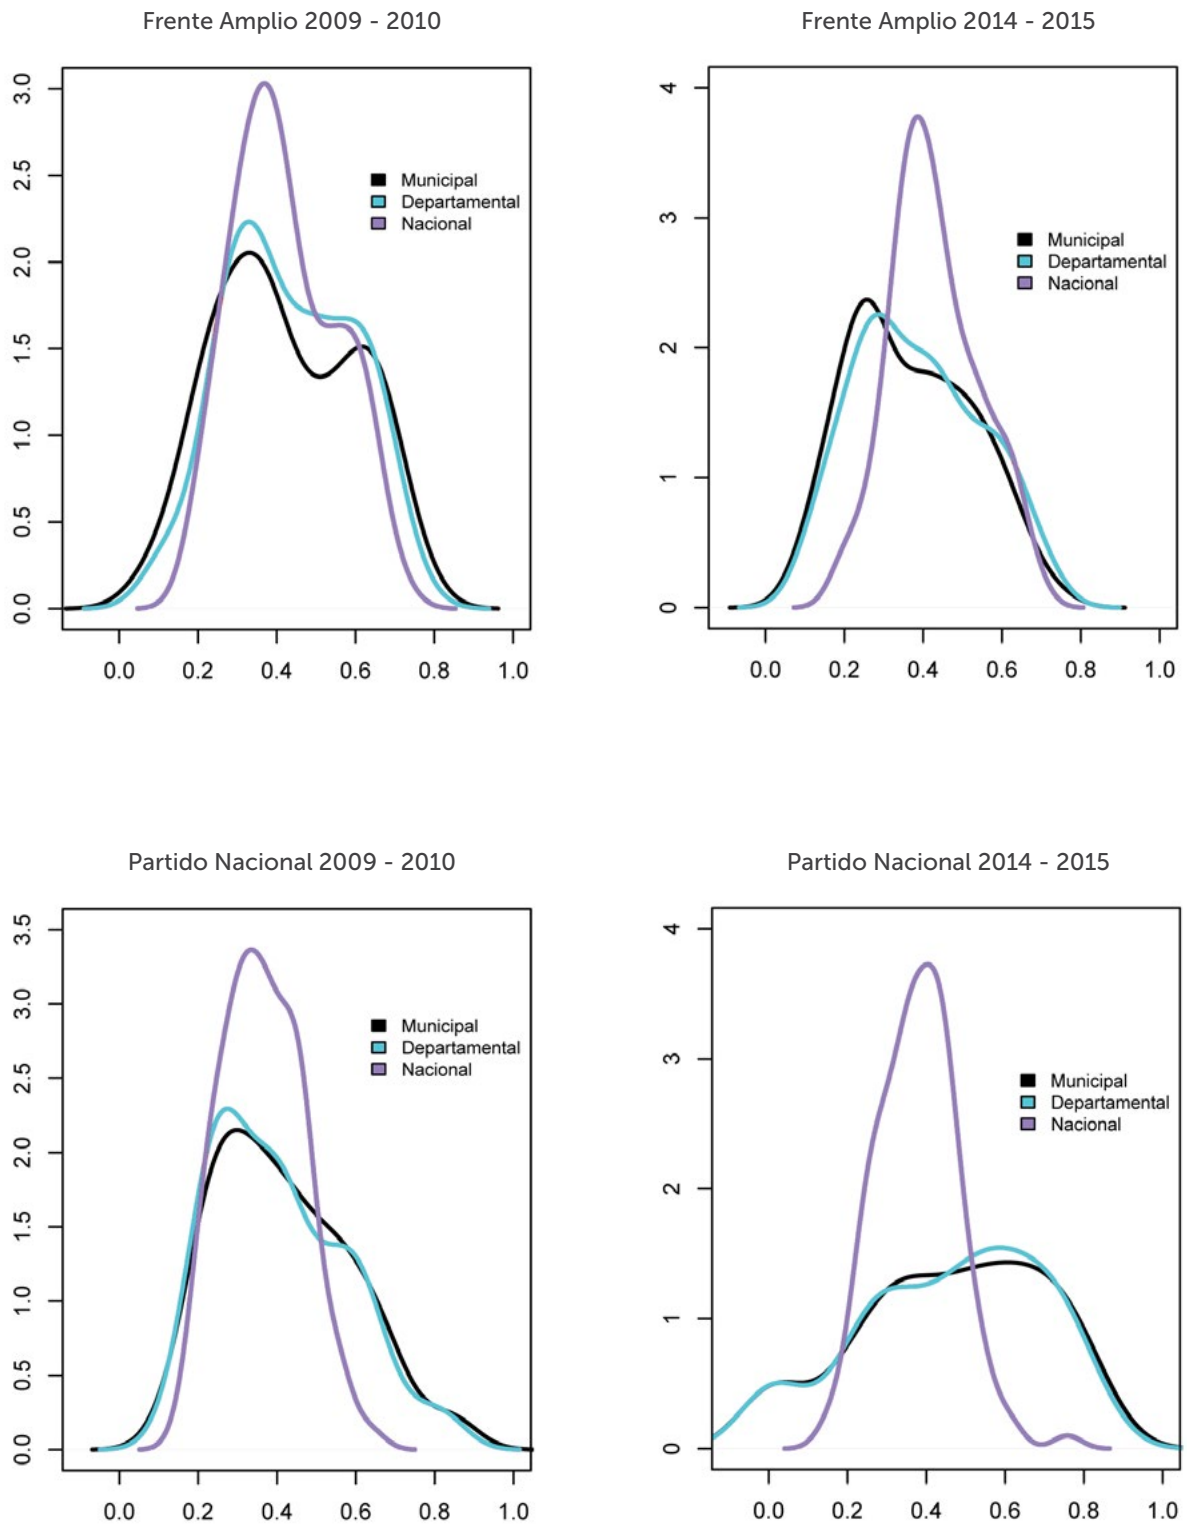 Frente Amplio 2009 - 2010
3.0
2.5
2.0
1.5
1.0
0.5
0.0
Municipal
Departamental
Nacional
0.0 0.2 0.4 0.6 0.8 1.0
Frente Amplio 2014 - 2015
4
3
2
1
0
Municipal
Departamental
Nacional
0.0 0.2 0.4 0.6 0.8 1.0
Partido Nacional 2009 - 2010
3.5
3.0
2.5
2.0
1.5
1.0
0.5
0.0
Municipal
Departamental
Nacional
0.0 0.2 0.4 0.6 0.8 1.0
Partido Nacional 2014 - 2015
4
3
2
1
0
Municipal
Departamental
Nacional
0.0 0.2 0.4 0.6 0.8 1.0